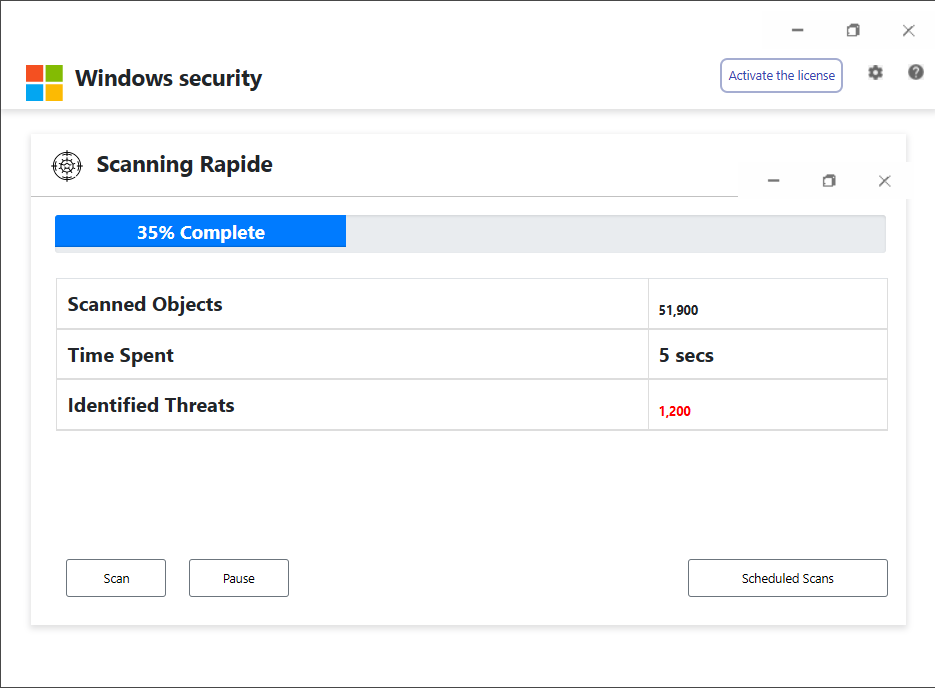 Windows security
Activate the license
Scanning Rapide
35% Complete
Scanned Objects 51,900
Time Spent 5 secs
Identified Threats 1,200
Scan Pause Scheduled Scans